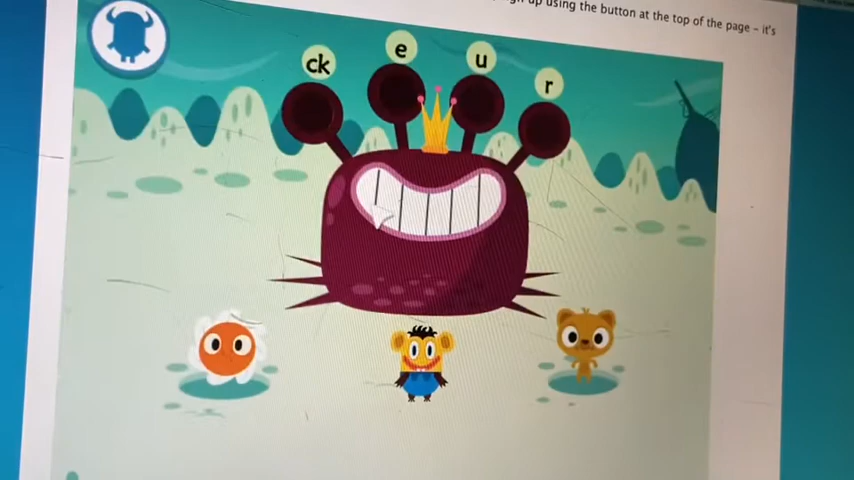 up using the button at the top of the page – it's
ck e u r